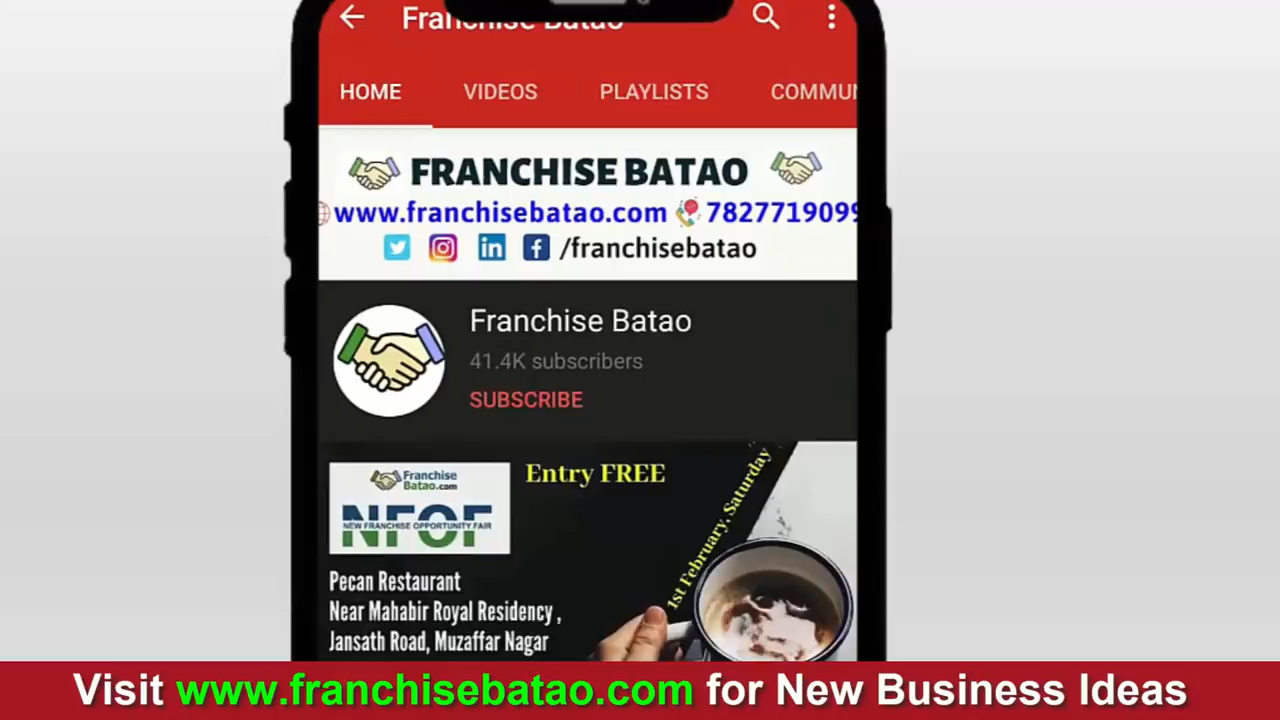 Franchise Batao
HOME VIDEOS PLAYLISTS COMMUN
FRANCHISE BATAO
www.franchisebatao.com 7827719099
/franchisebatao
Franchise Batao
41.4K subscribers
SUBSCRIBE
Franchise
Batao.com
Entry FREE
NFOF
NEW FRANCHISE OPPORTUNITY FAIR
1st February, Saturday
Pecan Restaurant
Near Mahabir Royal Residency ,
Jansath Road, Muzaffar Nagar
Visit www.franchisebatao.com for New Business Ideas